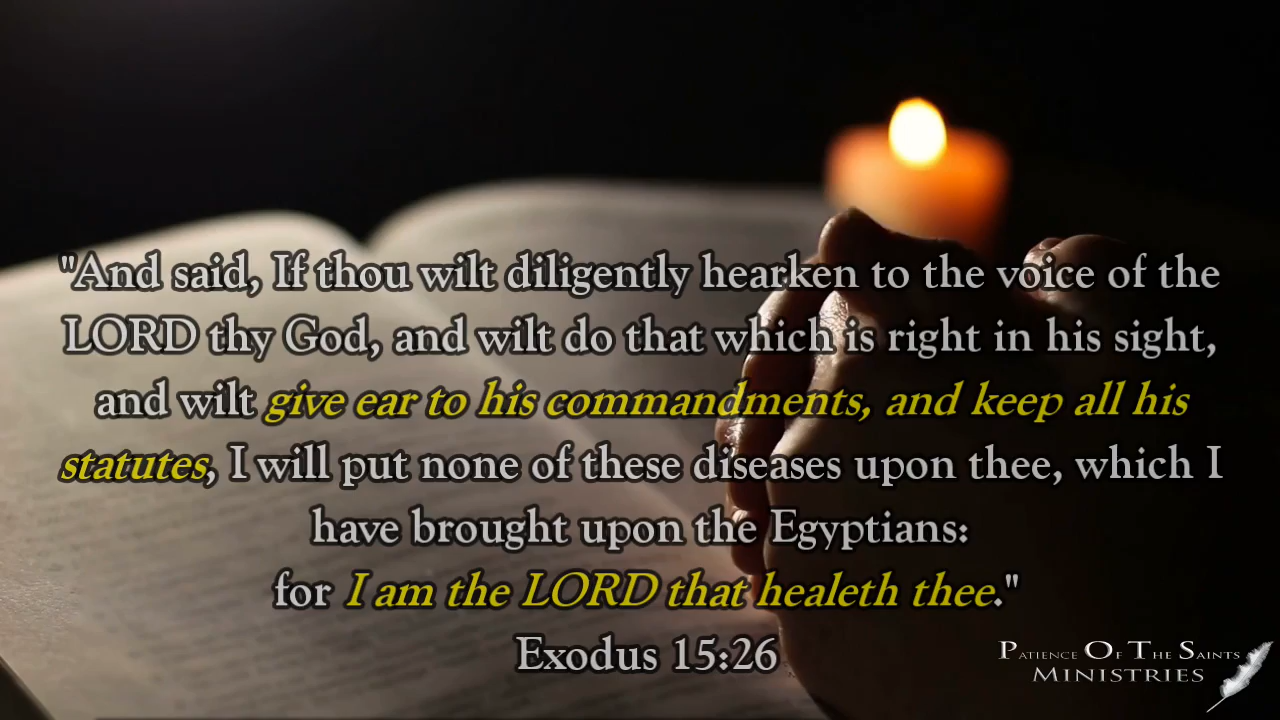 "And said, If thou wilt diligently hearken to the voice of the
LORD thy God, and wilt do that which is right in his sight,
and wilt give ear to his commandments, and keep all his
statutes, I will put none of these diseases upon thee, which I
have brought upon the Egyptians:
for I am the LORD that healeth thee."
Exodus 15:26
Patience Of The Saints
Ministries